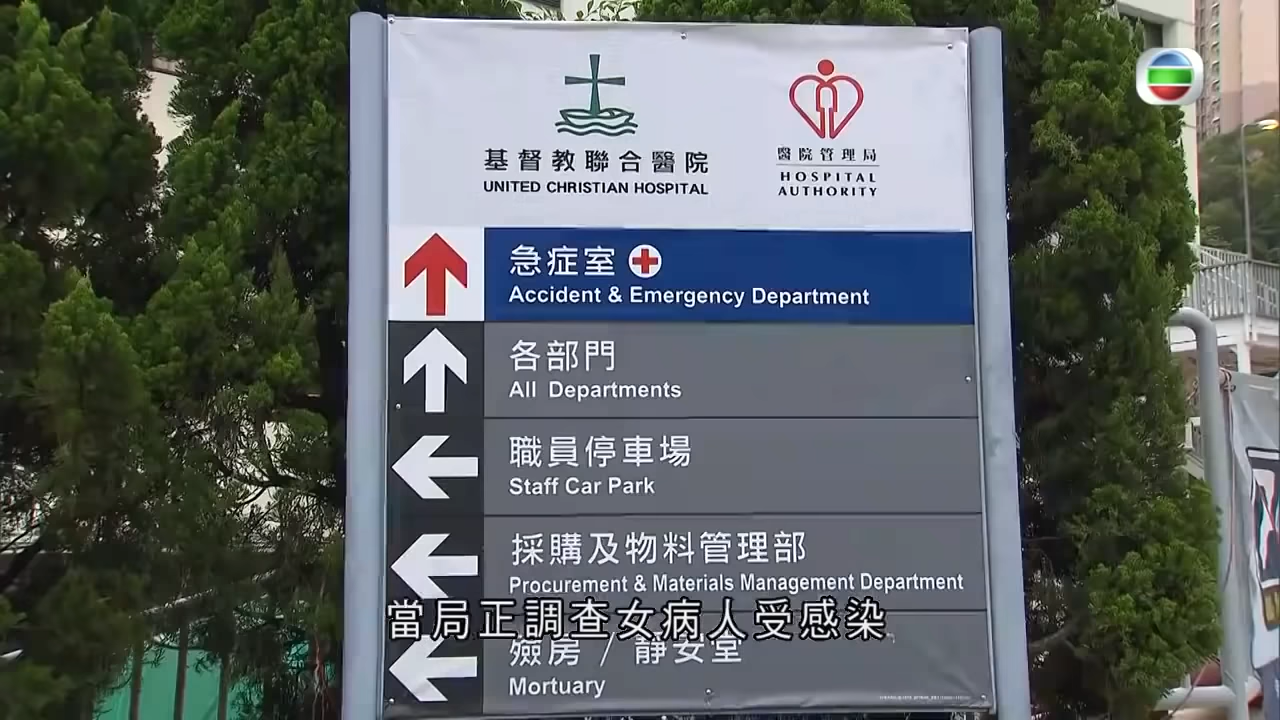 基督教聯合醫院
UNITED CHRISTIAN HOSPITAL
醫院管理局
HOSPITAL
AUTHORITY
急症室
Accident & Emergency Department
各部門
All Departments
職員停車場
Staff Car Park
採購及物料管理部
Procurement & Materials Management Department
當局正調查女病人受感染
殮房 / 靜安堂
Mortuary